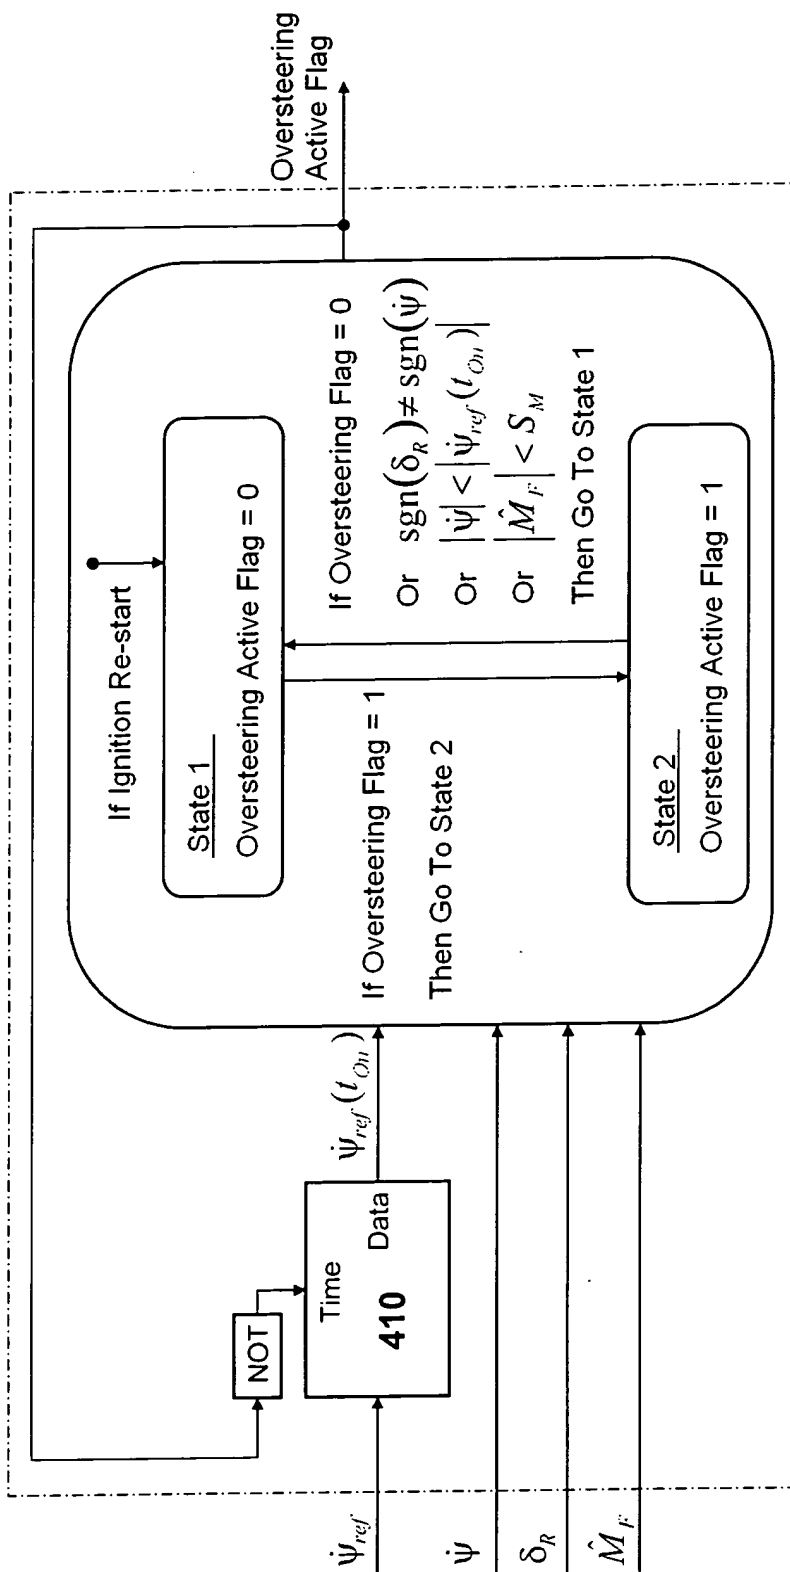 Oversteering
Active Flag
If Ignition Re-start
State 1
Oversteering Active Flag = 0
If Oversteering Flag = 1
Then Go To State 2
If Oversteering Flag = 0
Or sgn(δ_R) ≠ sgn(ψ̇)
Or |ψ̇| < |ψ̇_ref(t_On)|
Or |M̂_F| < S_M
Then Go To State 1
State 2
Oversteering Active Flag = 1
NOT
Time
Data
410
ψ̇_ref(t_On)
ψ̇_ref
ψ̇
δ_R
M̂_F